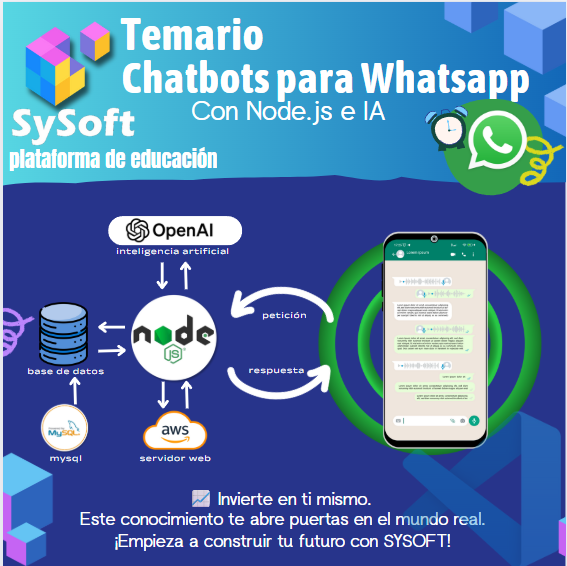 Temario
Chatbots para Whatsapp
Con Node.js e IA
SySoft
plataforma de educación
OpenAI
inteligencia artificial
petición
node
JS
base de datos
respuesta
MySQL
aws
mysql
servidor web
Invierte en ti mismo.
Este conocimiento te abre puertas en el mundo real.
¡Empieza a construir tu futuro con SYSOFT!